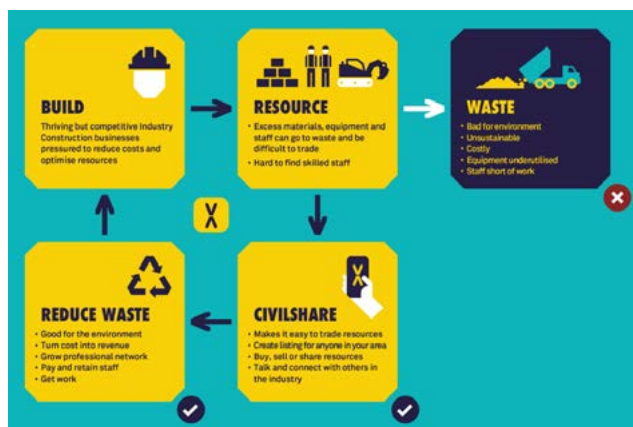 BUILD
Thriving but competitive Industry
Construction businesses
pressured to reduce costs and
optimise resources
RESOURCE
• Excess materials, equipment and
staff can go to waste and be
difficult to trade
• Hard to find skilled staff
WASTE
• Bad for environment
• Unsustainable
• Costly
• Equipment underutilised
• Staff short of work
REDUCE WASTE
• Good for the environment
• Turn cost into revenue
• Grow professional network
• Pay and retain staff
• Get work
CIVILSHARE
• Makes it easy to trade resources
• Create listing for anyone in your area
• Buy, sell or share resources
• Talk and connect with others in
the industry